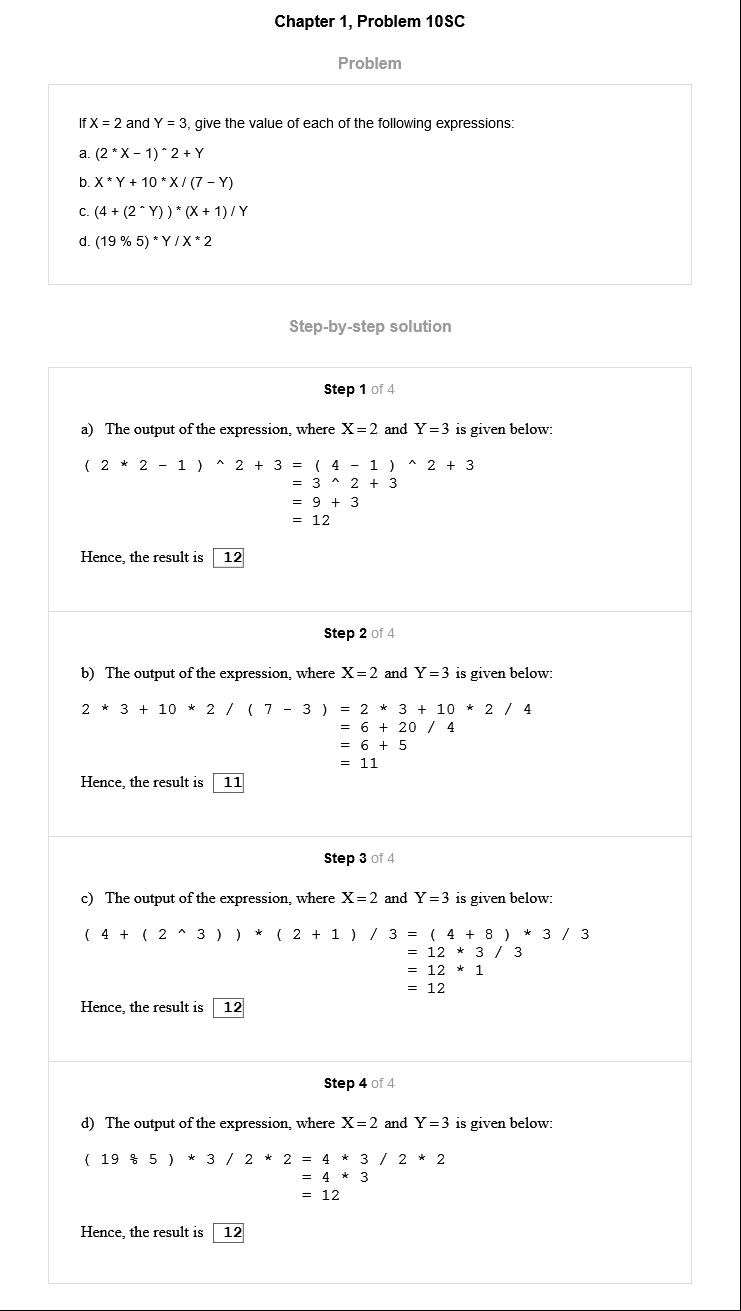 Chapter 1, Problem 10SC
Problem
If X = 2 and Y = 3, give the value of each of the following expressions:
a. (2 * X − 1) ˆ 2 + Y
b. X * Y + 10 * X / (7 − Y)
c. (4 + (2 ˆ Y) ) * (X + 1) / Y
d. (19 % 5) * Y / X * 2
Step-by-step solution
Step 1 of 4
a) The output of the expression, where X=2 and Y=3 is given below:
( 2 * 2 - 1 ) ^ 2 + 3 = ( 4 - 1 ) ^ 2 + 3
= 3 ^ 2 + 3
= 9 + 3
= 12
Hence, the result is 12
Step 2 of 4
b) The output of the expression, where X=2 and Y=3 is given below:
2 * 3 + 10 * 2 / ( 7 - 3 ) = 2 * 3 + 10 * 2 / 4
= 6 + 20 / 4
= 6 + 5
= 11
Hence, the result is 11
Step 3 of 4
c) The output of the expression, where X=2 and Y=3 is given below:
( 4 + ( 2 ^ 3 ) ) * ( 2 + 1 ) / 3 = ( 4 + 8 ) * 3 / 3
= 12 * 3 / 3
= 12 * 1
= 12
Hence, the result is 12
Step 4 of 4
d) The output of the expression, where X=2 and Y=3 is given below:
( 19 % 5 ) * 3 / 2 * 2 = 4 * 3 / 2 * 2
= 4 * 3
= 12
Hence, the result is 12